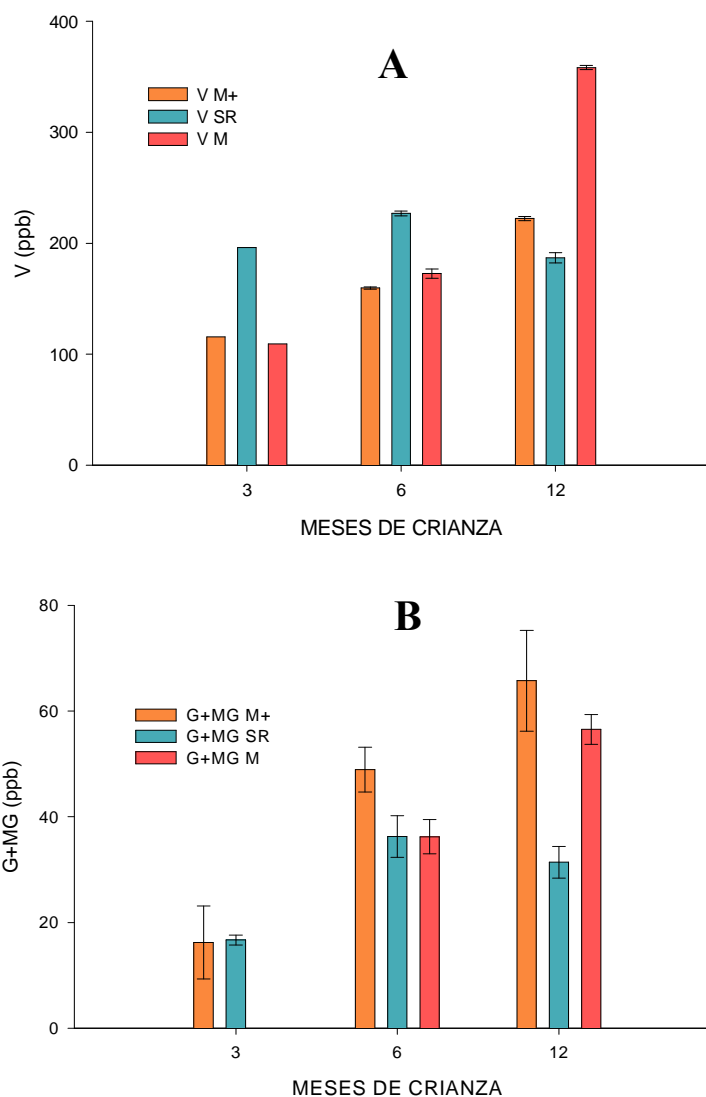 A
V M+
V SR
V M
V (ppb)
400
300
200
100
0
3 6 12
MESES DE CRIANZA
B
G+MG M+
G+MG SR
G+MG M
G+MG (ppb)
80
60
40
20
0
3 6 12
MESES DE CRIANZA